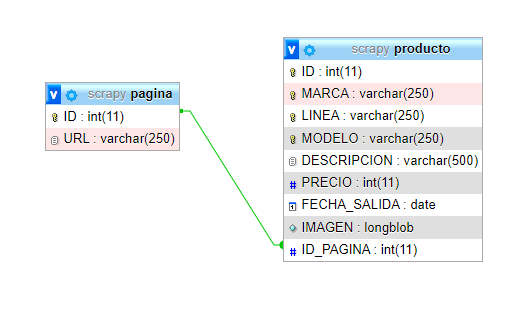 scrapy pagina
ID : int(11)
URL : varchar(250)
scrapy producto
ID : int(11)
MARCA : varchar(250)
LINEA : varchar(250)
MODELO : varchar(250)
DESCRIPCION : varchar(500)
PRECIO : int(11)
FECHA_SALIDA : date
IMAGEN : longblob
ID_PAGINA : int(11)